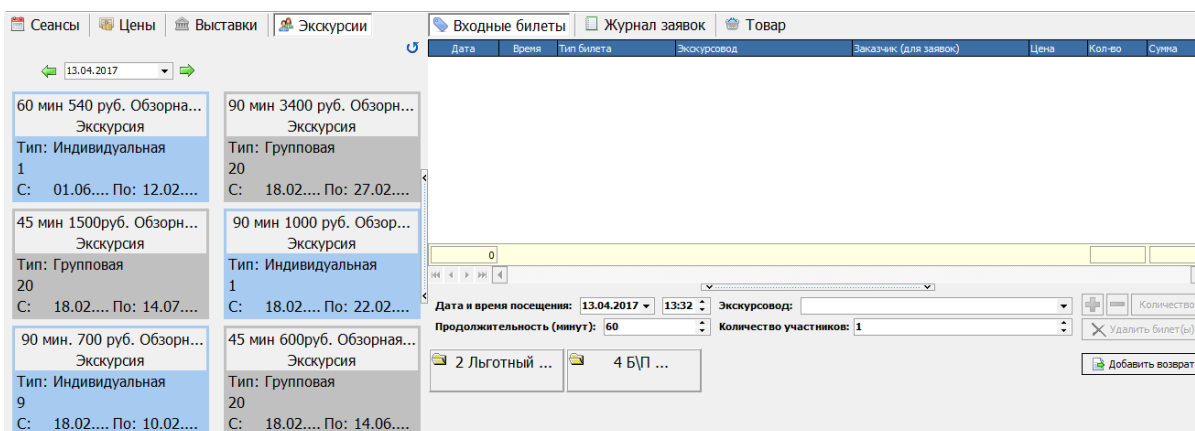 Сеансы Цены Выставки Экскурсии
13.04.2017
60 мин 540 руб. Обзорна...
Экскурсия
Тип: Индивидуальная
1
С: 01.06.... По: 12.02....
90 мин 3400 руб. Обзорн...
Экскурсия
Тип: Групповая
20
С: 18.02.... По: 27.02....
45 мин 1500руб. Обзорн...
Экскурсия
Тип: Групповая
20
С: 18.02.... По: 14.07....
90 мин 1000 руб. Обзор...
Экскурсия
Тип: Индивидуальная
1
С: 18.02.... По: 22.02....
90 мин. 700 руб. Обзорн...
Экскурсия
Тип: Индивидуальная
9
С: 18.02.... По: 10.02....
45 мин 600руб. Обзорная...
Экскурсия
Тип: Групповая
20
С: 18.02.... По: 14.06....
Входные билеты Журнал заявок Товар
Дата Время Тип билета Экскурсовод Заказчик (для заявок) Цена Кол-во Сумма
0
Дата и время посещения: 13.04.2017 13:32 Экскурсовод: Количество
Продолжительность (минут): 60 Количество участников: 1 Удалить билет(ы)
2 Льготный ... 4 Б\П ... Добавить возврат